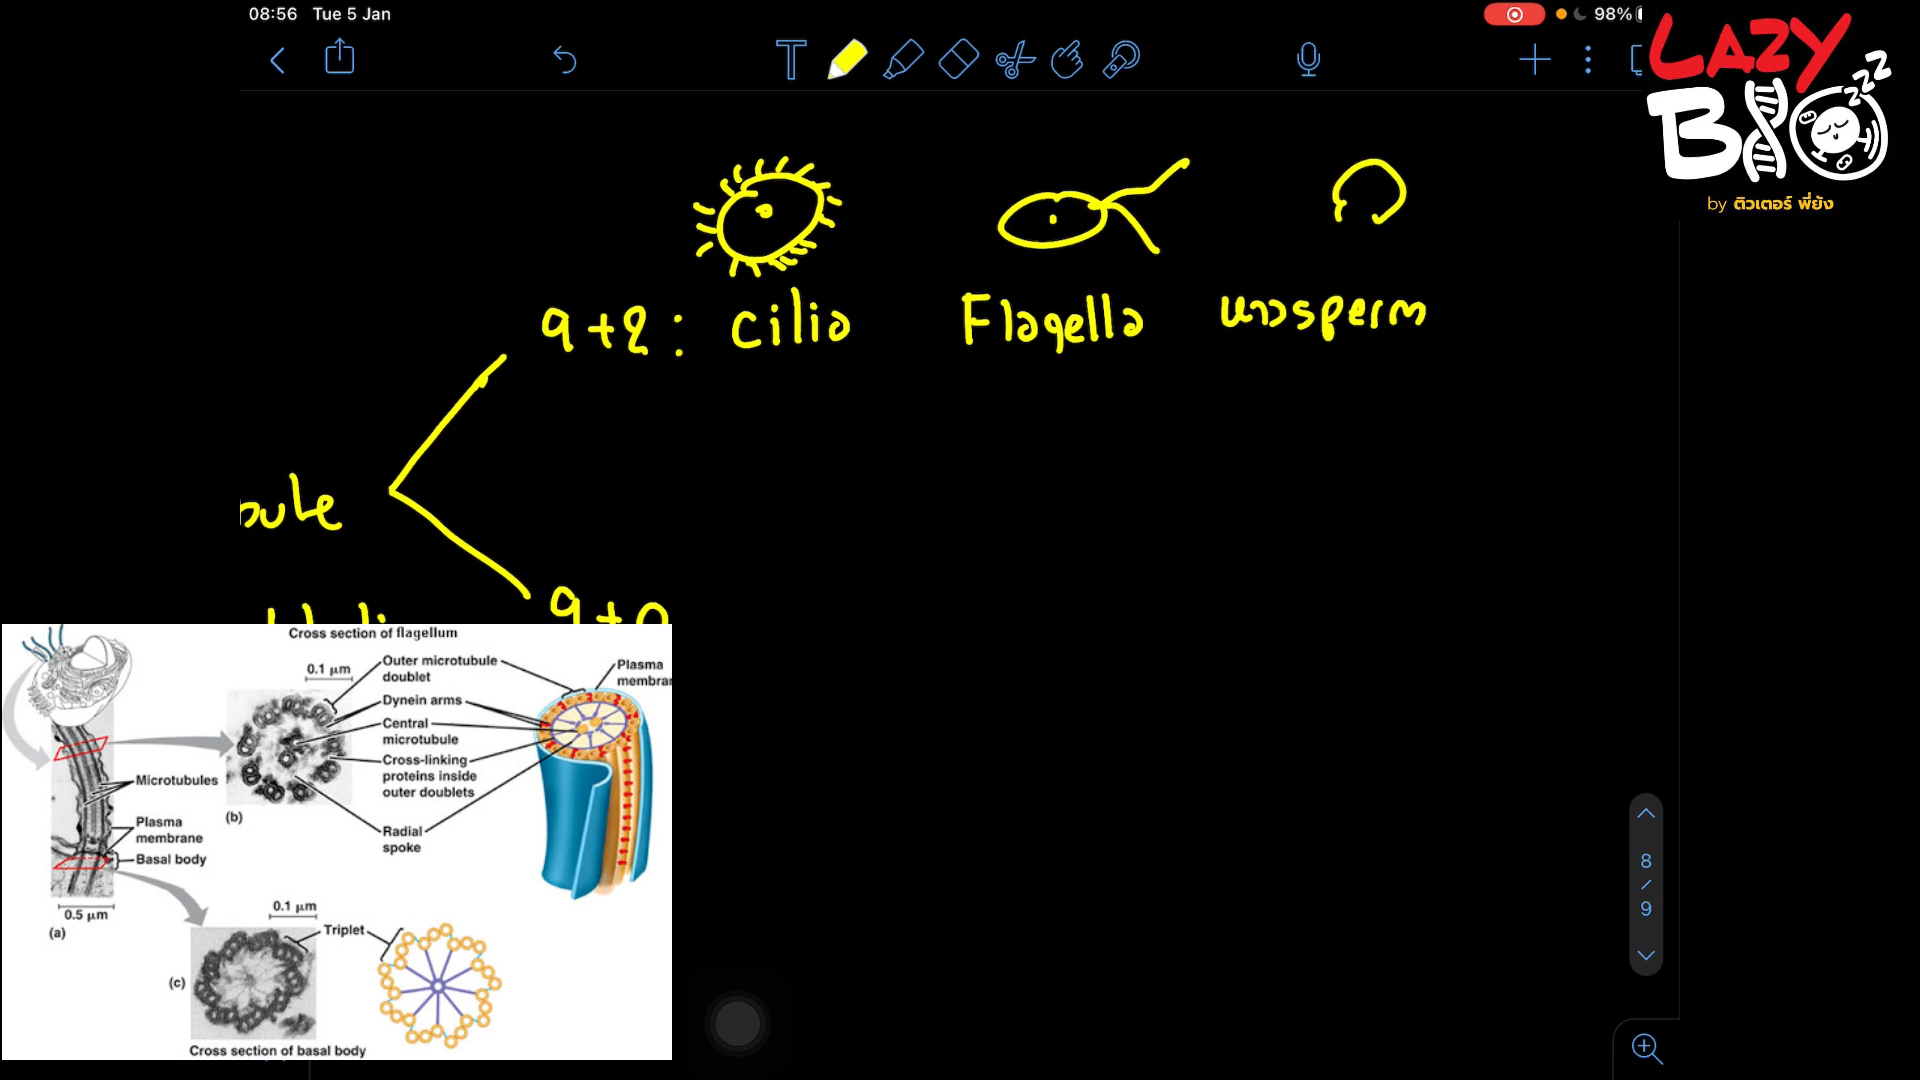 08:56 Tue 5 Jan
98%
LAZY
BIO
zzz
by ติวเตอร์ พี่ยัง
9+2: cilia Flagella หางsperm
bule
9+0
Cross section of flagellum
0.1 μm
Outer microtubule
doublet
Plasma
membran
Dynein arms
Central
microtubule
Cross-linking
proteins inside
outer doublets
Microtubules
(b)
Plasma
membrane
Radial
spoke
Basal body
0.5 μm
(a)
0.1 μm
Triplet
(c)
Cross section of basal body
8
/
9